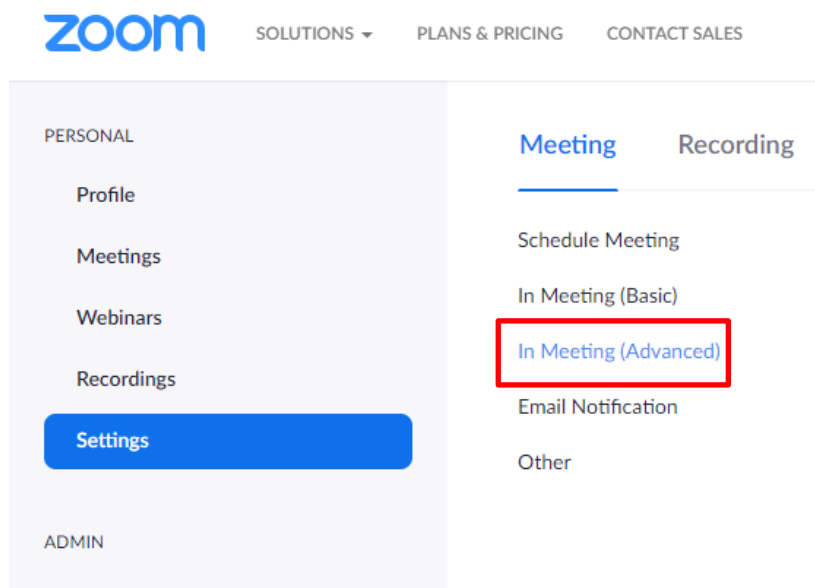 zoom SOLUTIONS PLANS & PRICING CONTACT SALES
PERSONAL
Profile
Meetings
Webinars
Recordings
Settings
ADMIN
Meeting Recording
Schedule Meeting
In Meeting (Basic)
In Meeting (Advanced)
Email Notification
Other